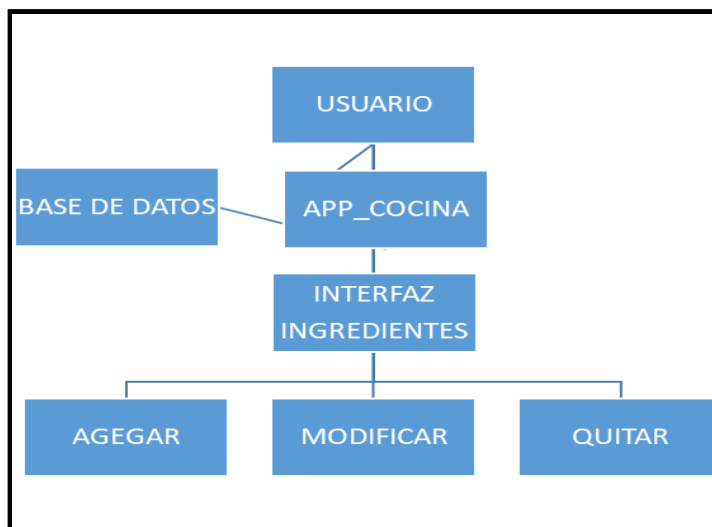 USUARIO
BASE DE DATOS
APP_COCINA
INTERFAZ
INGREDIENTES
AGEGAR
MODIFICAR
QUITAR